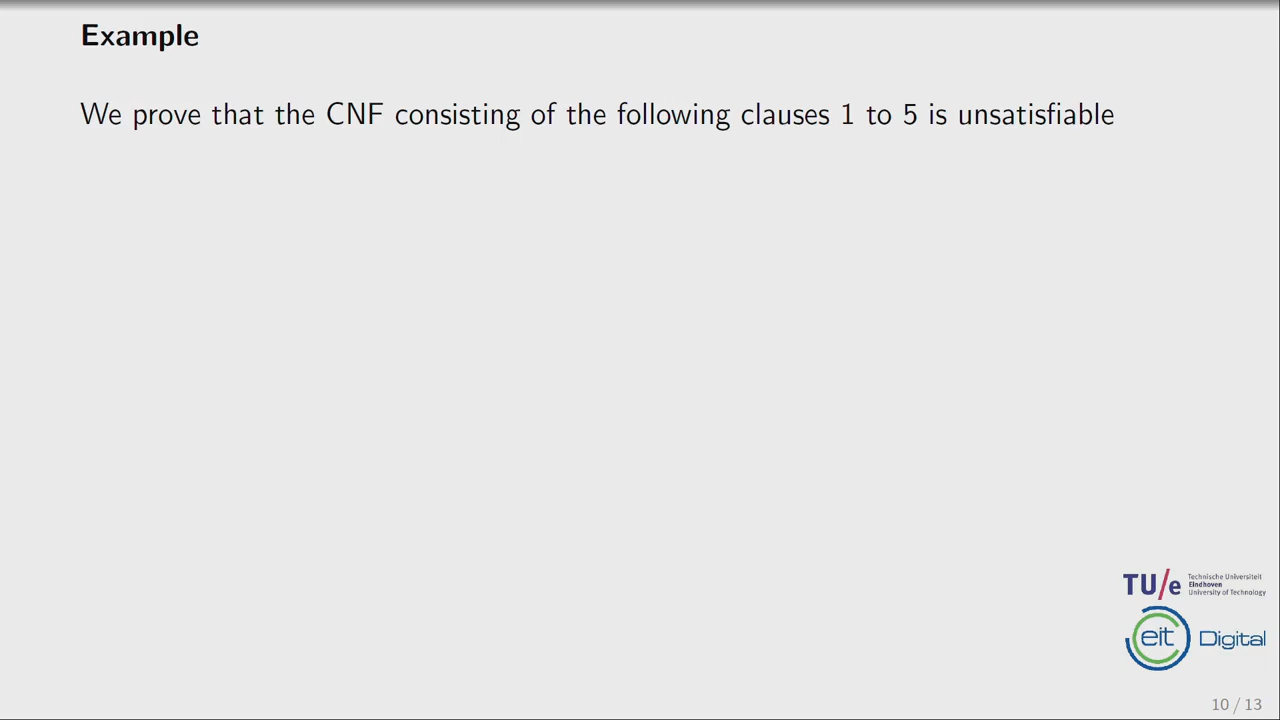 Example
We prove that the CNF consisting of the following clauses 1 to 5 is unsatisfiable
TU/e Technische Universiteit
Eindhoven
University of Technology
eit Digital
10 / 13